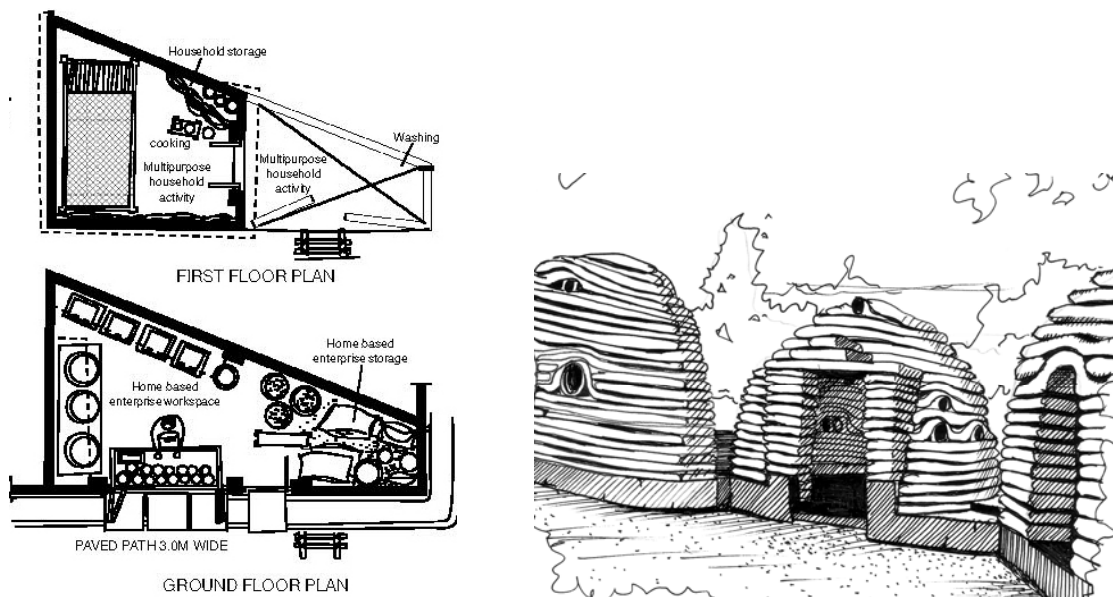 Household storage
Washing
cooking
Multipurpose
household
activity
Multipurpose
household
activity
FIRST FLOOR PLAN
Home based
enterprise storage
Home based
enterprise workspace
PAVED PATH 3.0M WIDE
GROUND FLOOR PLAN